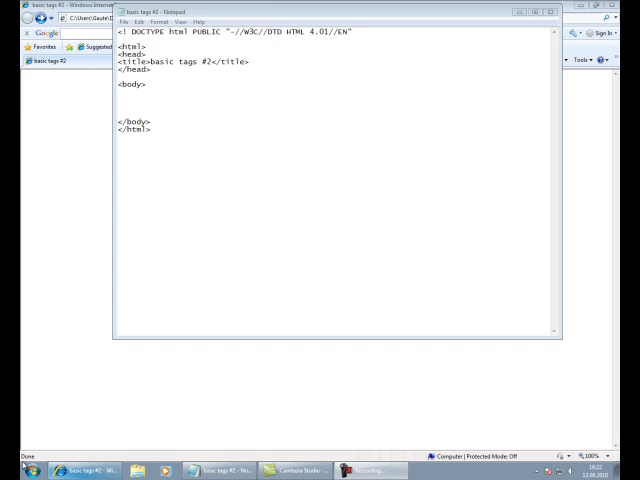 basic tags #2 - Windows Internet
basic tags #2 - Notepad
C:\Users\Gaute\D
File Edit Format View Help
Google
Sign In
Favorites
Suggested
Tools
basic tags #2
<! DOCTYPE html PUBLIC "-//W3C//DTD HTML 4.01//EN"
<html>
<head>
<title>basic tags #2</title>
</head>
<body>
</body>
</html>
Done
Computer | Protected Mode: Off
100%
basic tags #2 - Wi...
basic tags #2 - No...
Camtasia Studio -...
Recording...
16:22
13.06.2010